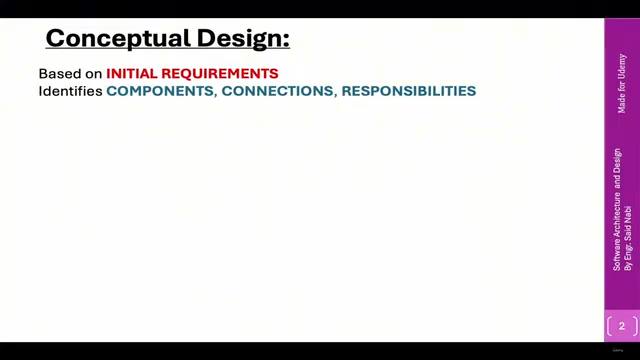 Conceptual Design:
Based on INITIAL REQUIREMENTS
Identifies COMPONENTS, CONNECTIONS, RESPONSIBILITIES
Made for Udemy
Software Architecture and Design
By Engr. Said Nabi
2